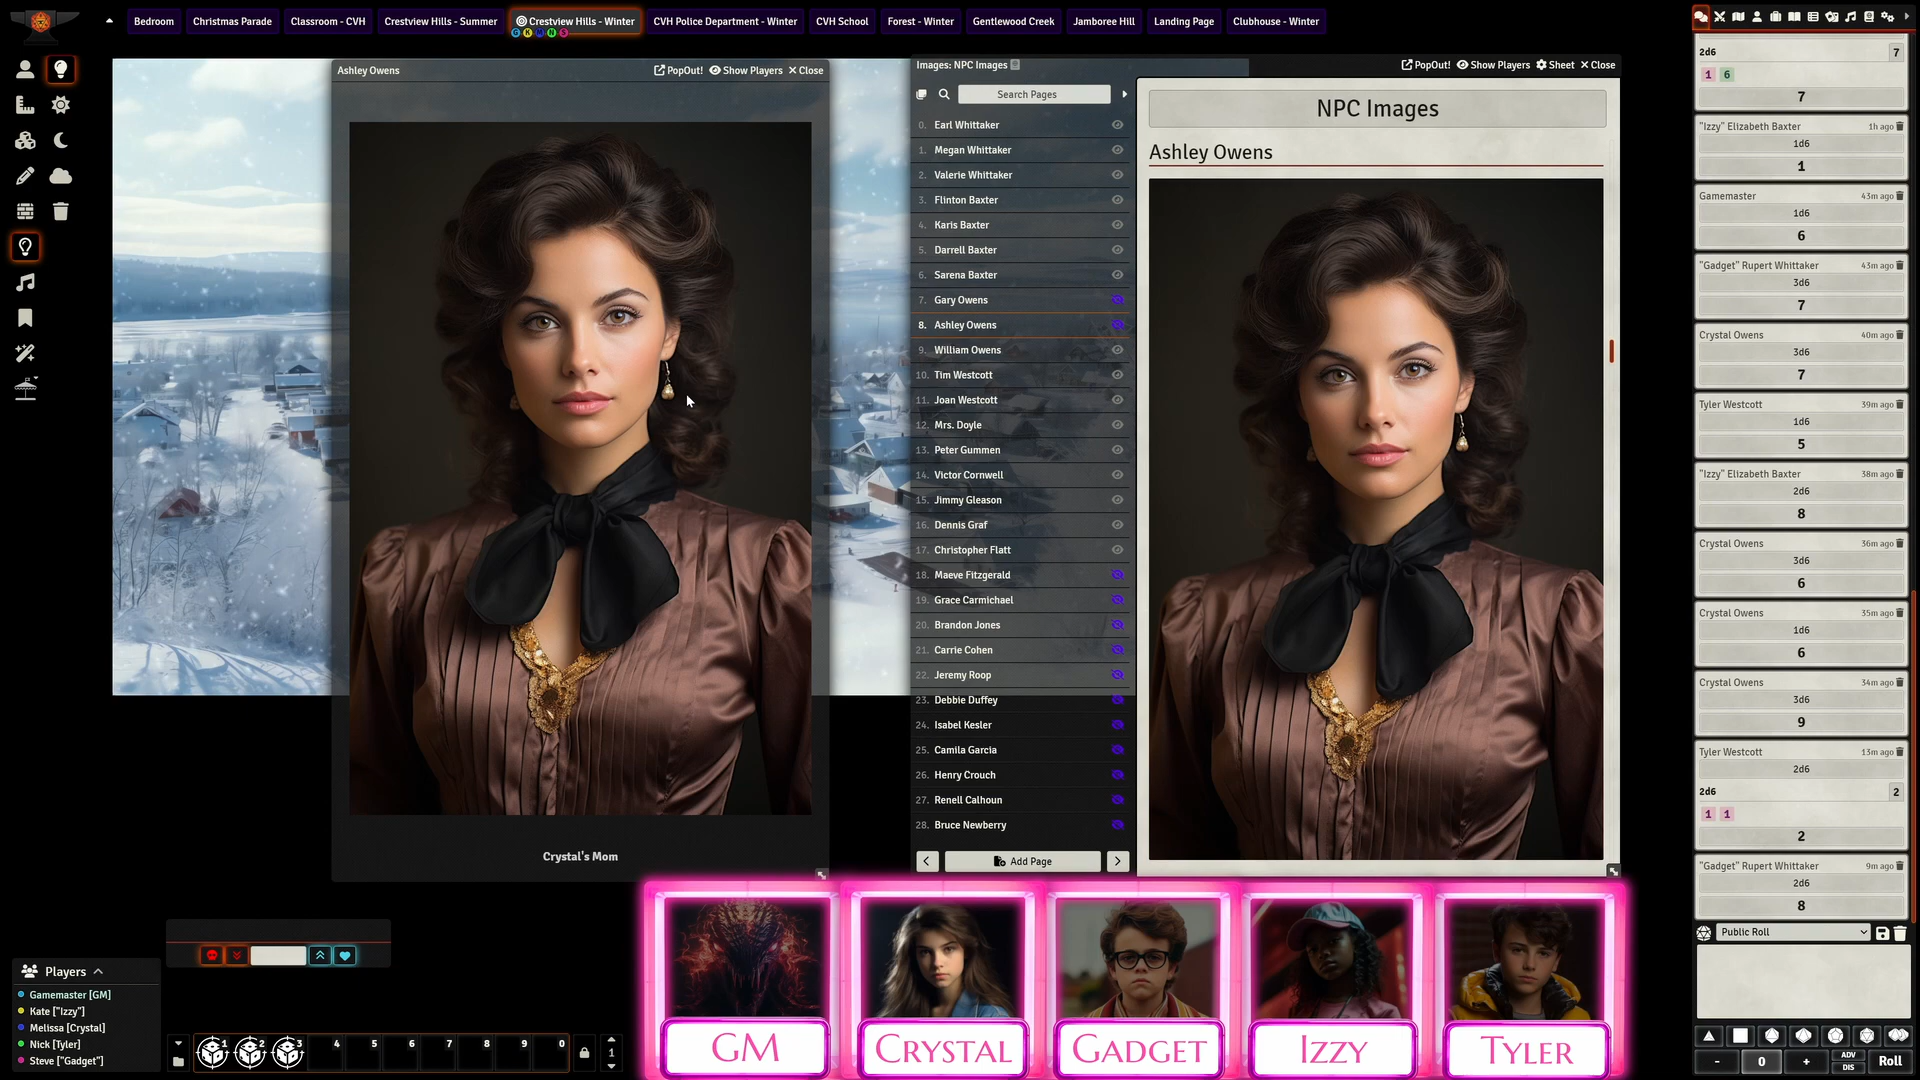 Bedroom
Christmas Parade
Classroom - CVH
Crestview Hills - Summer
Crestview Hills - Winter
CVH Police Department - Winter
CVH School
Forest - Winter
Gentlewood Creek
Jamboree Hill
Landing Page
Clubhouse - Winter
G K M N S
Ashley Owens
PopOut!
Show Players
Close
Crystal's Mom
Images: NPC Images
PopOut!
Show Players
Sheet
Close
Search Pages
0. Earl Whittaker
1. Megan Whittaker
2. Valerie Whittaker
3. Flinton Baxter
4. Karis Baxter
5. Darrell Baxter
6. Sarena Baxter
7. Gary Owens
8. Ashley Owens
9. William Owens
10. Tim Westcott
11. Joan Westcott
12. Mrs. Doyle
13. Peter Gummen
14. Victor Cornwell
15. Jimmy Gleason
16. Dennis Graf
17. Christopher Flatt
18. Maeve Fitzgerald
19. Grace Carmichael
20. Brandon Jones
21. Carrie Cohen
22. Jeremy Roop
23. Debbie Duffey
24. Isabel Kesler
25. Camila Garcia
26. Henry Crouch
27. Renell Calhoun
28. Bruce Newberry
Add Page
NPC Images
Ashley Owens
2d6 7
1 6
7
"Izzy" Elizabeth Baxter 1h ago
1d6
1
Gamemaster 43m ago
1d6
6
"Gadget" Rupert Whittaker 43m ago
3d6
7
Crystal Owens 40m ago
3d6
7
Tyler Westcott 39m ago
1d6
5
"Izzy" Elizabeth Baxter 38m ago
2d6
8
Crystal Owens 36m ago
3d6
6
Crystal Owens 35m ago
1d6
6
Crystal Owens 34m ago
3d6
9
Tyler Westcott 13m ago
2d6
2d6 2
1 1
2
"Gadget" Rupert Whittaker 9m ago
2d6
8
Public Roll
- 0 +
ADV
DIS
Roll
Players
Gamemaster [GM]
Kate ["Izzy"]
Melissa [Crystal]
Nick [Tyler]
Steve ["Gadget"]
1 2 3 4 5 6 7 8 9 0
1
GM
Crystal
Gadget
Izzy
Tyler